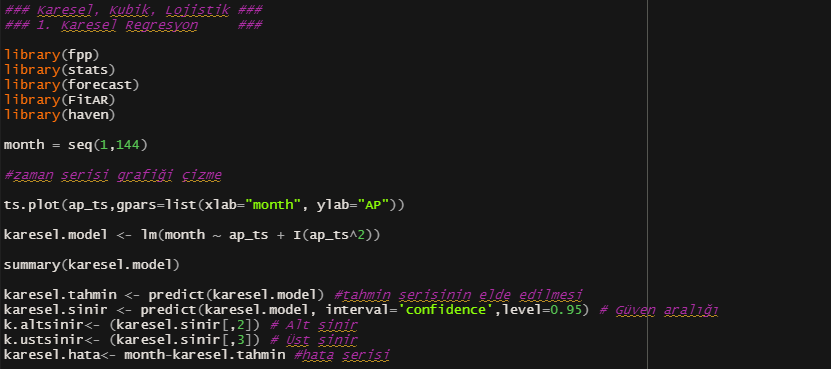 ### Karesel, Kubik, Lojistik ###
### 1. Karesel Regresyon ###
library(fpp)
library(stats)
library(forecast)
library(FitAR)
library(haven)
month = seq(1,144)
#zaman serisi grafiği çizme
ts.plot(ap_ts,gpars=list(xlab="month", ylab="AP"))
karesel.model <- lm(month ~ ap_ts + I(ap_ts^2))
summary(karesel.model)
karesel.tahmin <- predict(karesel.model) #tahmin serisinin elde edilmesi
karesel.sinir <- predict(karesel.model, interval='confidence',level=0.95) # Güven aralığı
k.altsinir<- (karesel.sinir[,2]) # Alt sinir
k.ustsinir<- (karesel.sinir[,3]) # Üst sinir
karesel.hata<- month-karesel.tahmin #hata serisi